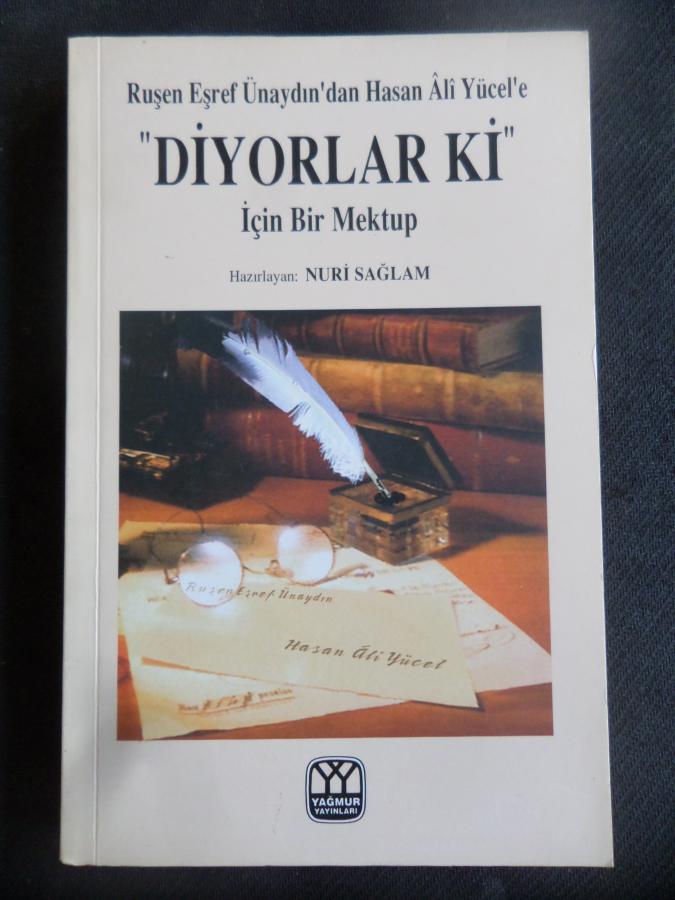 Ruşen Eşref Ünaydın'dan Hasan Âlî Yücel'e
"DİYORLAR Kİ"
İçin Bir Mektup
Hazırlayan: NURİ SAĞLAM
Ruşen Eşref Ünaydın
Hasan Âlî Yücel
YAĞMUR
YAYINLARI